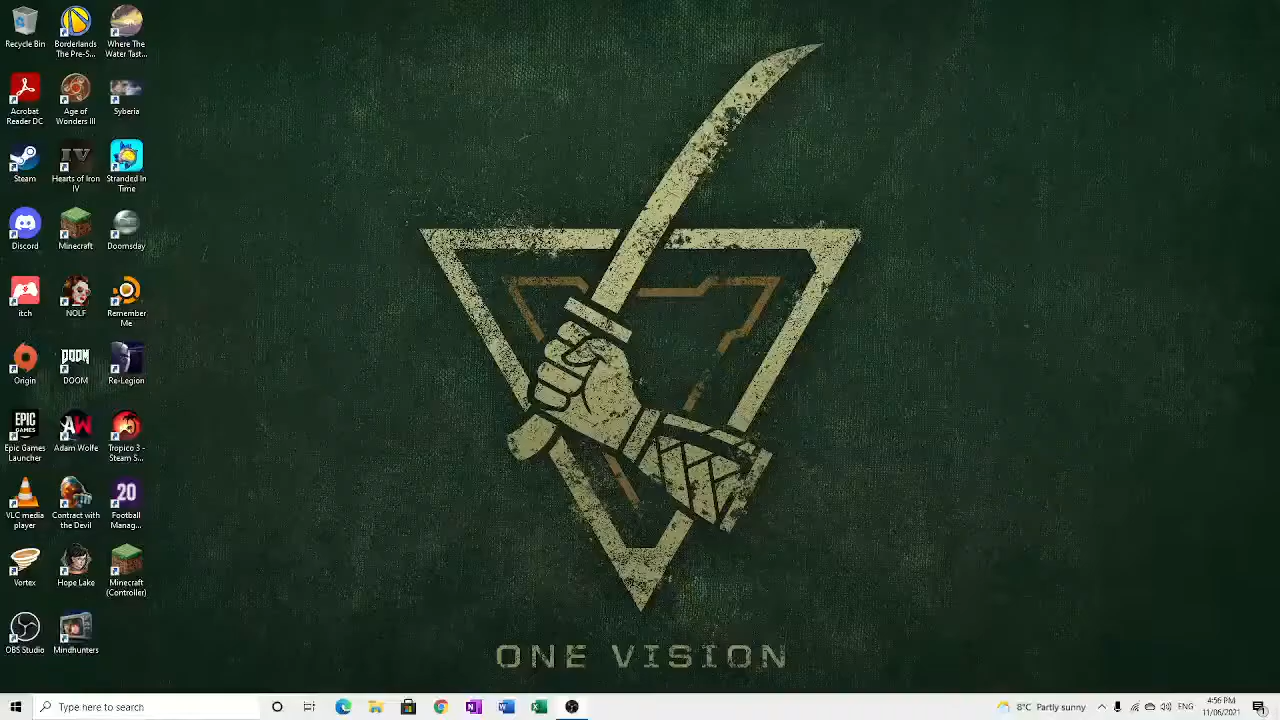 Recycle Bin
Borderlands
The Pre-S...
Where The
Water Tast...
Acrobat
Reader DC
Age of
Wonders III
Syberia
Steam
IV
Hearts of Iron
IV
Stranded In
Time
Discord
Minecraft
Doomsday
itch
NOLF
Remember
Me
Origin
DOOM
DOOM
Re-Legion
EPIC
GAMES
Epic Games
Launcher
AW
Adam Wolfe
Tropico 3 -
Steam S...
VLC media
player
Contract with
the Devil
20
Football
Manag...
Vortex
Hope Lake
Minecraft
(Controller)
OBS Studio
Mindhunters
ONE VISION
Type here to search
8°C Partly sunny
ENG
4:56 PM
11/06/2021